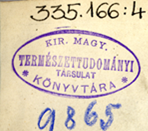 335.166:4
KIR. MAGY.
TERMÉSZETTUDOMÁNYI
TÁRSULAT
KÖNYVTÁRA
9865